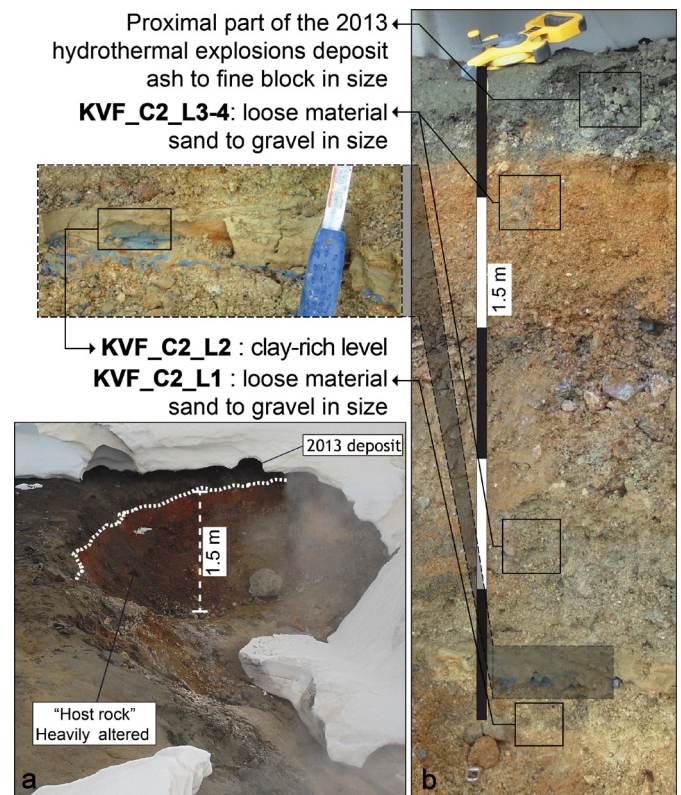 Proximal part of the 2013
hydrothermal explosions deposit
ash to fine block in size
KVF_C2_L3-4: loose material
sand to gravel in size
KVF_C2_L2 : clay-rich level
KVF_C2_L1 : loose material
sand to gravel in size
2013 deposit
1.5 m
"Host rock"
Heavily altered
a
1.5 m
b